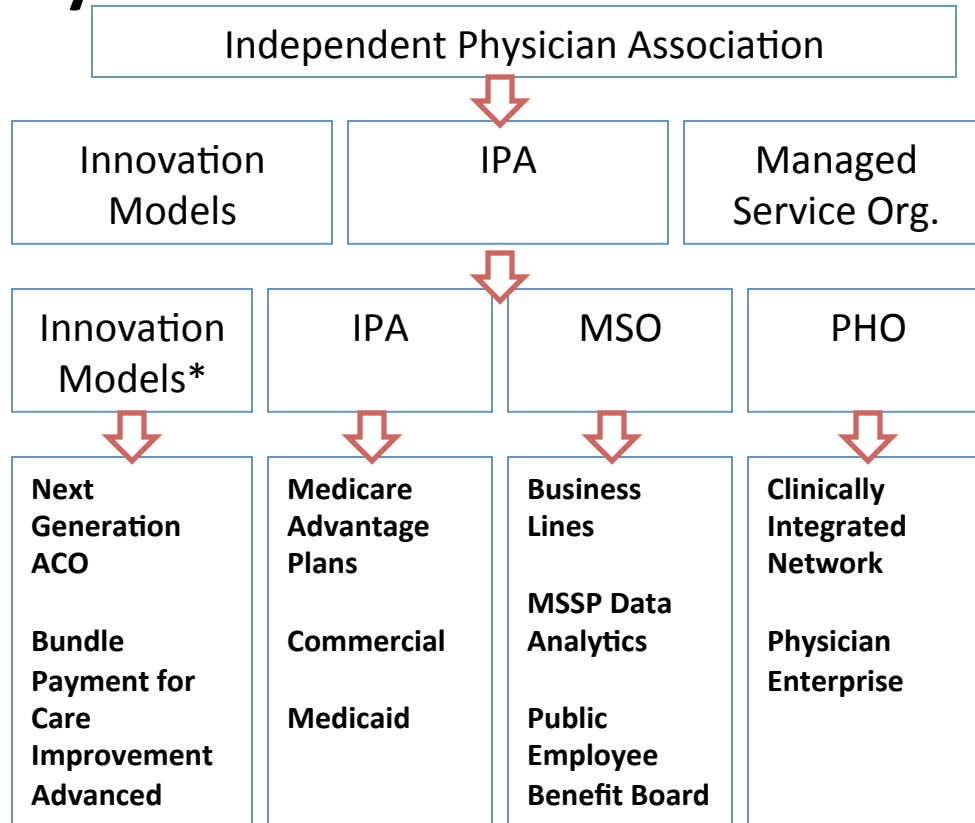 Independent Physician Association
Innovation
Models
IPA
Managed
Service Org.
Innovation
Models*
IPA
MSO
PHO
Next
Generation
ACO
Bundle
Payment for
Care
Improvement
Advanced
Medicare
Advantage
Plans
Commercial
Medicaid
Business
Lines
MSSP Data
Analytics
Public
Employee
Benefit Board
Clinically
Integrated
Network
Physician
Enterprise